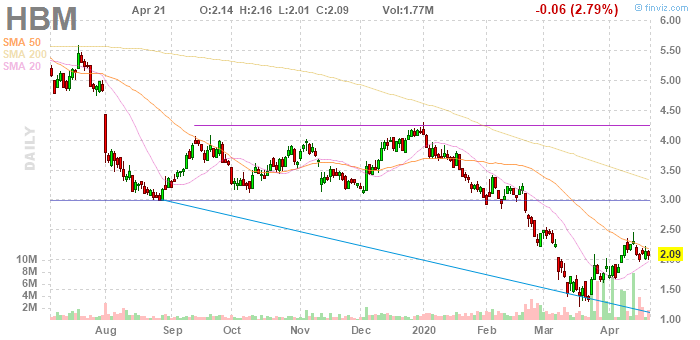 HBM
Apr 21
O:2.14 H:2.16 L:2.01 C:2.09
Vol:1.77M
-0.06 (2.79%)
© finviz.com
SMA 50
SMA 200
SMA 20
DAILY
6.00
5.50
5.00
4.50
4.00
3.50
3.00
2.50
2.09
2.00
1.50
1.00
10M
8M
6M
4M
2M
Aug
Sep
Oct
Nov
Dec
2020
Feb
Mar
Apr